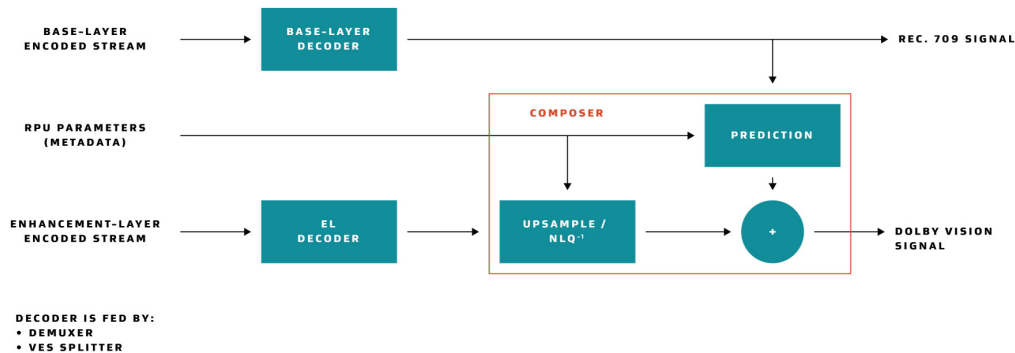 BASE-LAYER
ENCODED STREAM
BASE-LAYER
DECODER
REC. 709 SIGNAL
COMPOSER
RPU PARAMETERS
(METADATA)
PREDICTION
ENHANCEMENT-LAYER
ENCODED STREAM
EL
DECODER
UPSAMPLE /
NLQ⁻¹
+
DOLBY VISION
SIGNAL
DECODER IS FED BY:
• DEMUXER
• VES SPLITTER